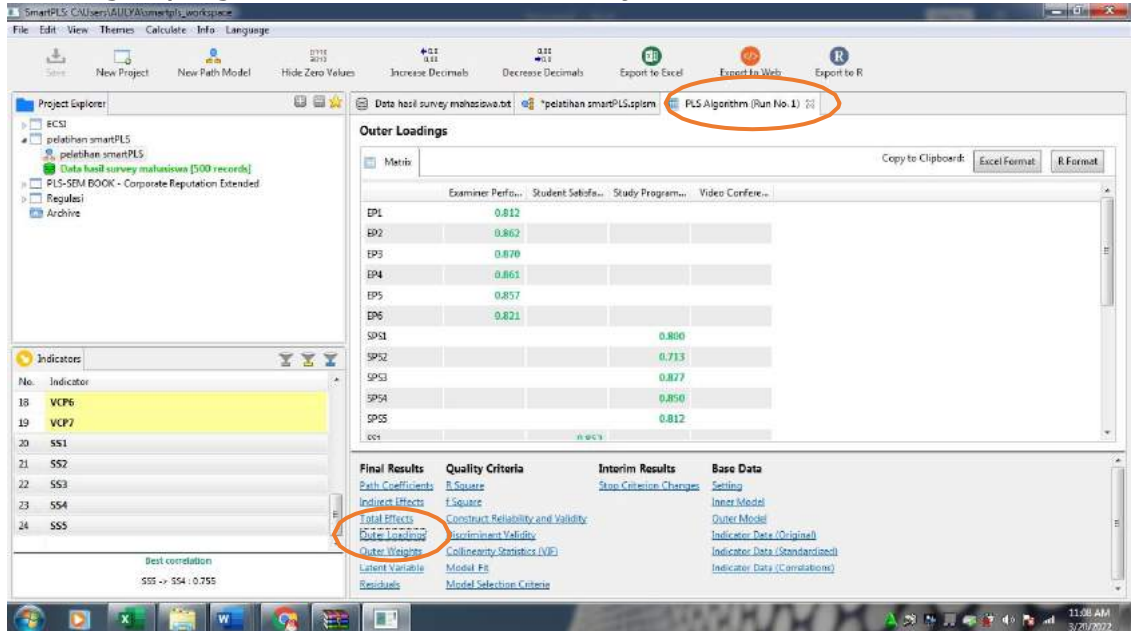 SmartPLS: C:\Users\AULYA\smartpls_workspace
File Edit View Themes Calculate Info Language
Save New Project New Path Model Hide Zero Values Increase Decimals Decrease Decimals Export to Excel Export to Web Export to R
Project Explorer
ECSI
pelatihan smartPLS
pelatihan smartPLS
Data hasil survey mahasiswa [500 records]
PLS-SEM BOOK - Corporate Reputation Extended
Regulasi
Archive
Data hasil survey mahasiswa.txt *pelatihan smartPLS.splsm PLS Algorithm (Run No. 1)
Outer Loadings
Matrix Copy to Clipboard: Excel Format R Format
Examiner Perfo... Student Satisfa... Study Program... Video Confere...
EP1 0.812
EP2 0.862
EP3 0.870
EP4 0.861
EP5 0.857
EP6 0.821
SPS1 0.800
SPS2 0.713
SPS3 0.877
SPS4 0.850
SPS5 0.812
SS1 0.853
Indicators
No. Indicator
18 VCP6
19 VCP7
20 SS1
21 SS2
22 SS3
23 SS4
24 SS5
Best correlation
SS5 -> SS4 : 0.755
Final Results Quality Criteria Interim Results Base Data
Path Coefficients R Square Stop Criterion Changes Setting
Indirect Effects f Square Inner Model
Total Effects Construct Reliability and Validity Outer Model
Outer Loadings Discriminant Validity Indicator Data (Original)
Outer Weights Collinearity Statistics (VIF) Indicator Data (Standardized)
Latent Variable Model Fit Indicator Data (Correlations)
Residuals Model Selection Criteria
11:08 AM
3/20/2022